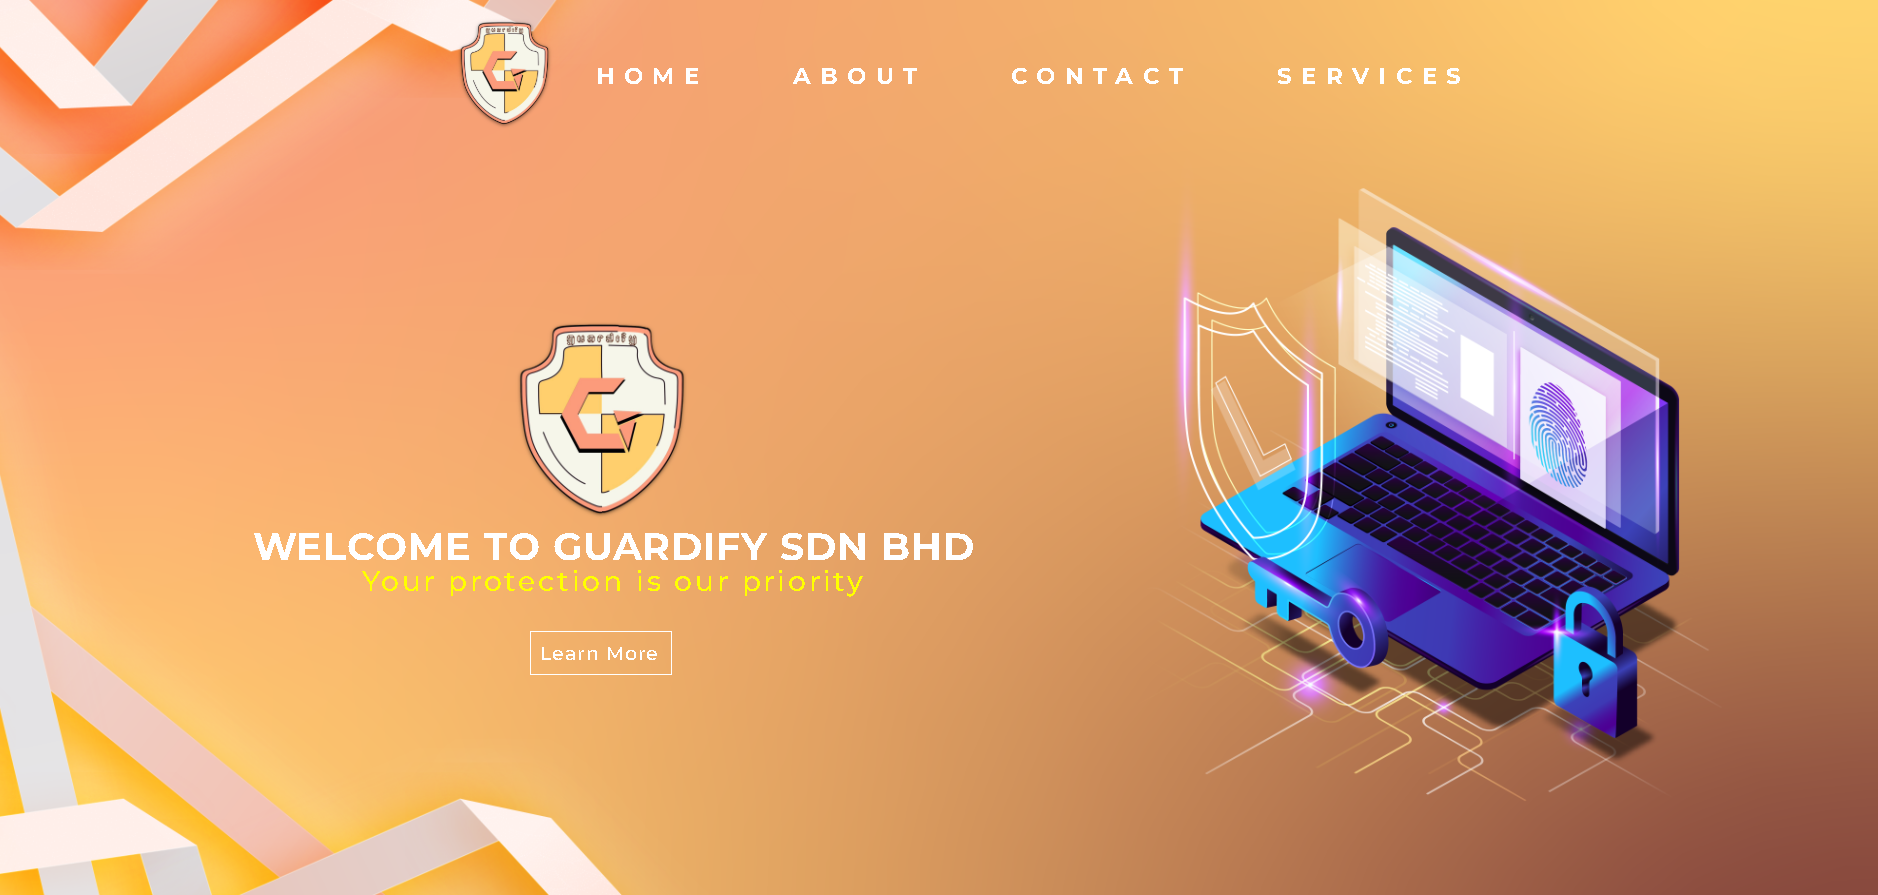 guardify
HOME ABOUT CONTACT SERVICES
guardify
WELCOME TO GUARDIFY SDN BHD
Your protection is our priority
Learn More